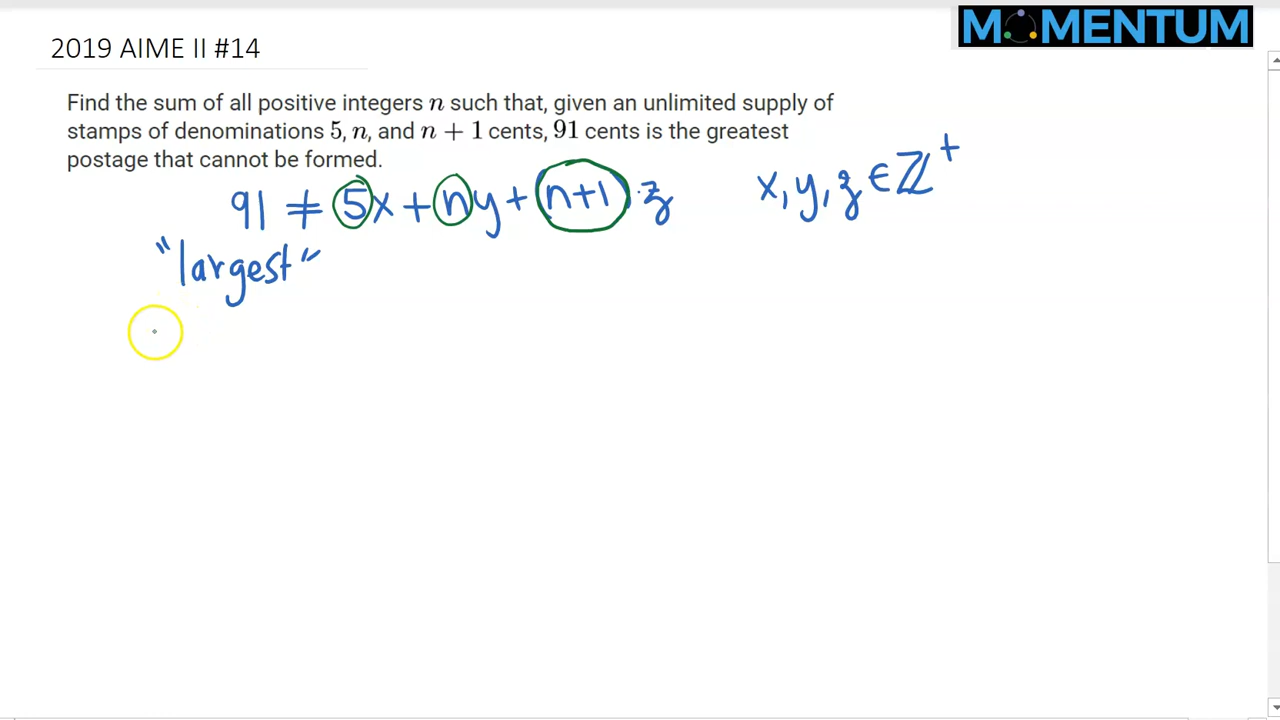 MOMENTUM
2019 AIME II #14
Find the sum of all positive integers n such that, given an unlimited supply of
stamps of denominations 5, n, and n + 1 cents, 91 cents is the greatest
postage that cannot be formed.
91 ≠ 5x + ny + n+1 · z x, y, z ∈ ℤ⁺
"largest"